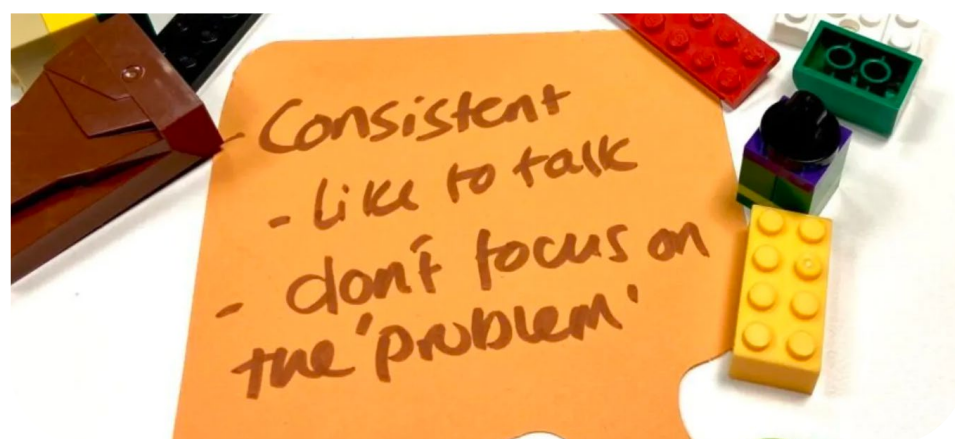 - Consistent
- like to talk
- don't focus on
the 'problem'